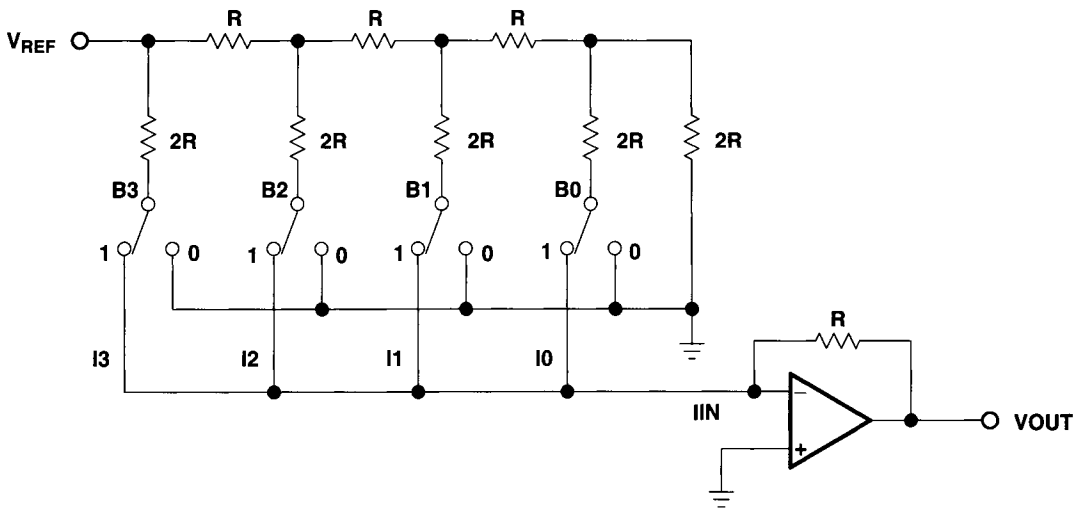 R R R
VREF
2R 2R 2R 2R 2R
B3 B2 B1 B0
1 0 1 0 1 0 1 0
R
I3 I2 I1 I0
IIN
−
+
VOUT